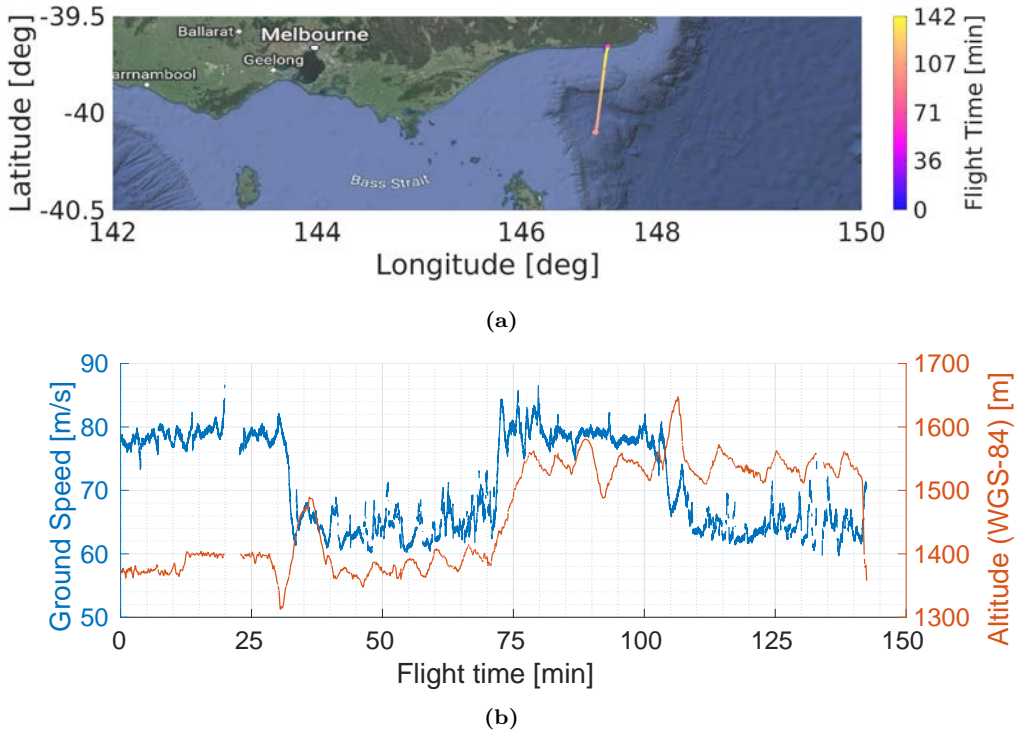 -39.5
-40
-40.5
Latitude [deg]
Ballarat
Melbourne
Geelong
arrnambool
Bass Strait
142
144
146
148
150
Longitude [deg]
142
107
71
36
0
Flight Time [min]
(a)
90
80
70
60
50
Ground Speed [m/s]
1700
1600
1500
1400
1300
Altitude (WGS-84) [m]
0
25
50
75
100
125
150
Flight time [min]
(b)